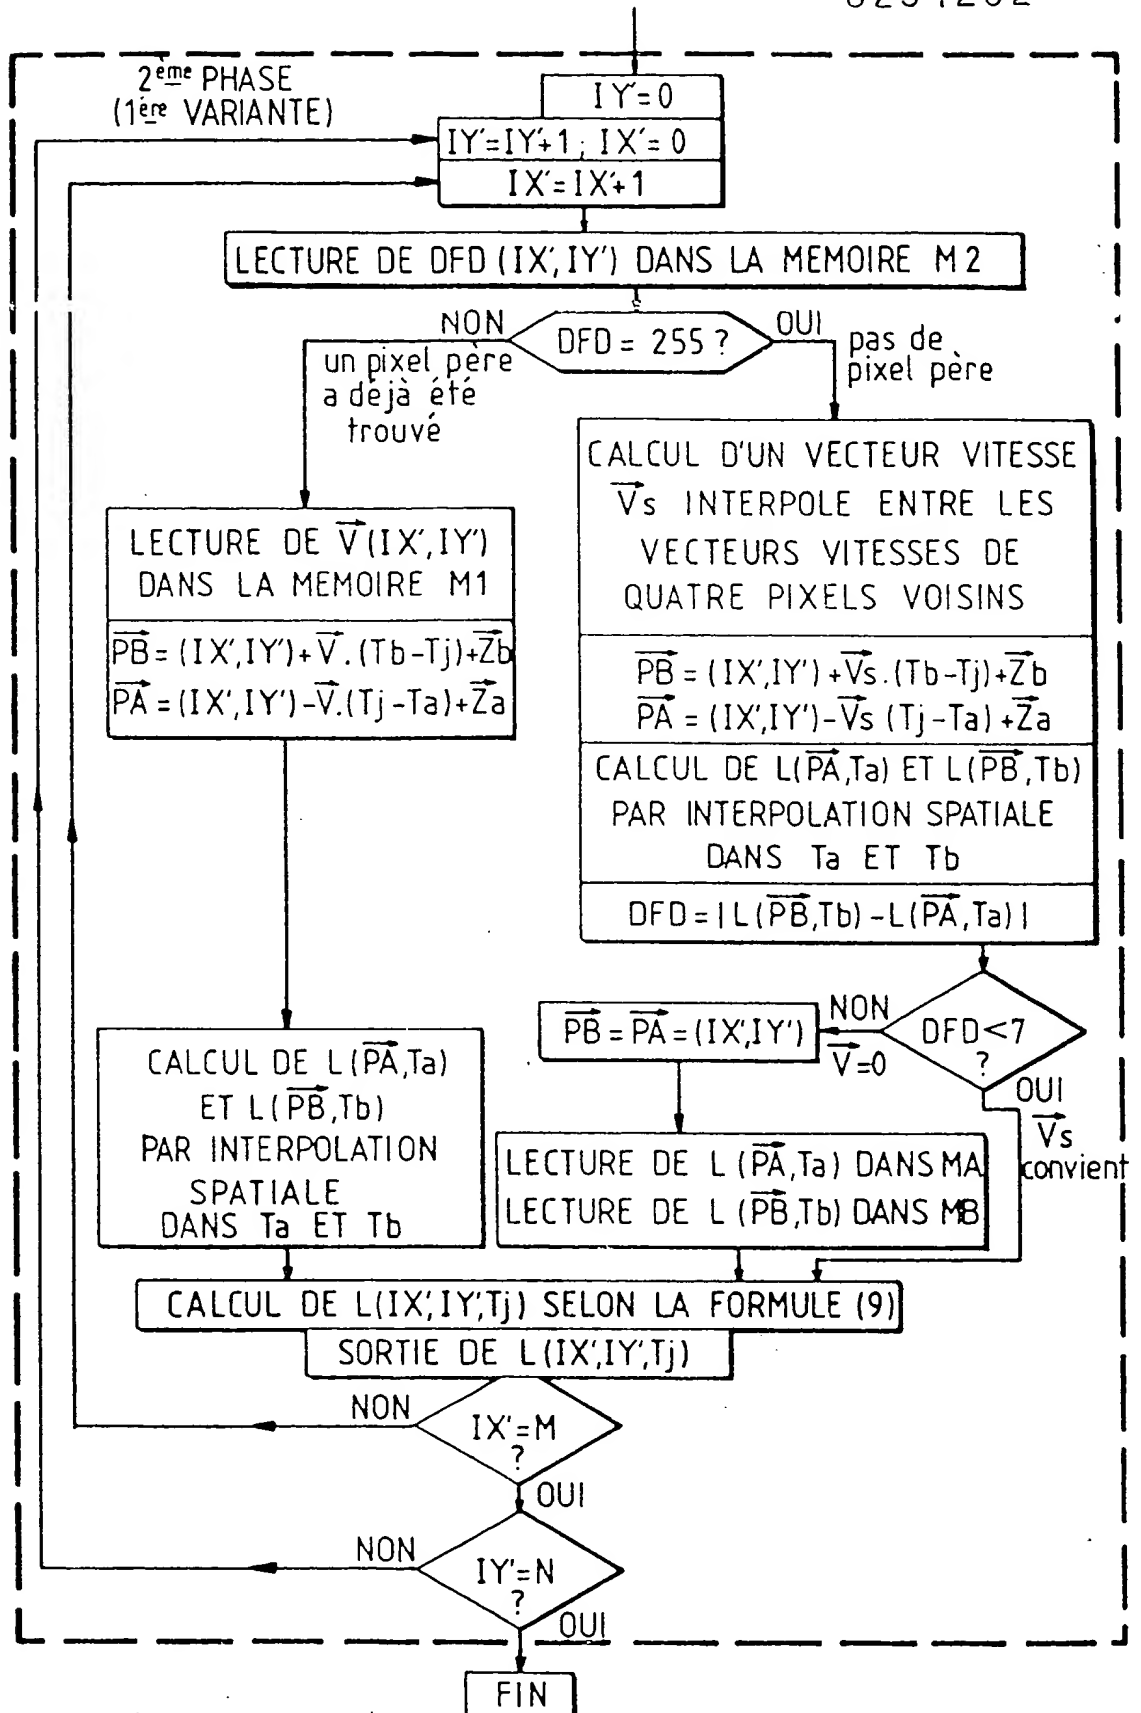 2ème PHASE
(1ère VARIANTE)
IY'=0
IY'=IY'+1 ; IX'=0
IX'=IX'+1
LECTURE DE DFD (IX',IY') DANS LA MEMOIRE M2
NON
DFD = 255 ?
OUI
un pixel père
a déjà été
trouvé
pas de
pixel père
LECTURE DE V(IX',IY')
DANS LA MEMOIRE M1
PB = (IX',IY')+V.(Tb-Tj)+Zb
PA = (IX',IY')-V.(Tj-Ta)+Za
CALCUL D'UN VECTEUR VITESSE
Vs INTERPOLE ENTRE LES
VECTEURS VITESSES DE
QUATRE PIXELS VOISINS
PB = (IX',IY')+Vs.(Tb-Tj)+Zb
PA = (IX',IY')-Vs (Tj-Ta)+Za
CALCUL DE L(PA,Ta) ET L(PB,Tb)
PAR INTERPOLATION SPATIALE
DANS Ta ET Tb
DFD=|L(PB,Tb)-L(PA,Ta)|
DFD<7
?
NON
V=0
PB=PA=(IX',IY')
OUI
Vs
convient
CALCUL DE L(PA,Ta)
ET L(PB,Tb)
PAR INTERPOLATION
SPATIALE
DANS Ta ET Tb
LECTURE DE L (PA,Ta) DANS MA
LECTURE DE L (PB,Tb) DANS MB
CALCUL DE L(IX',IY',Tj) SELON LA FORMULE (9)
SORTIE DE L(IX',IY',Tj)
NON
IX'=M
?
OUI
NON
IY'=N
?
OUI
FIN